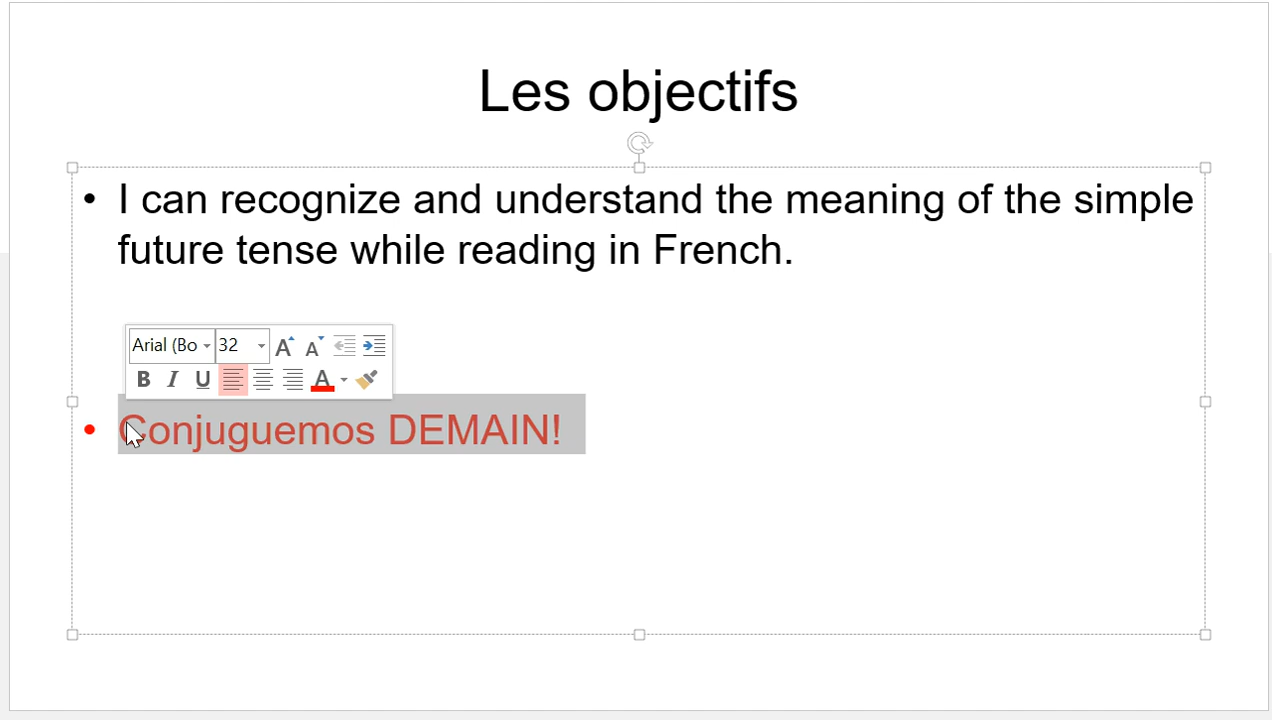 Les objectifs
• I can recognize and understand the meaning of the simple
future tense while reading in French.
Arial (Bo 32 A A
B I U A
• Conjuguemos DEMAIN!